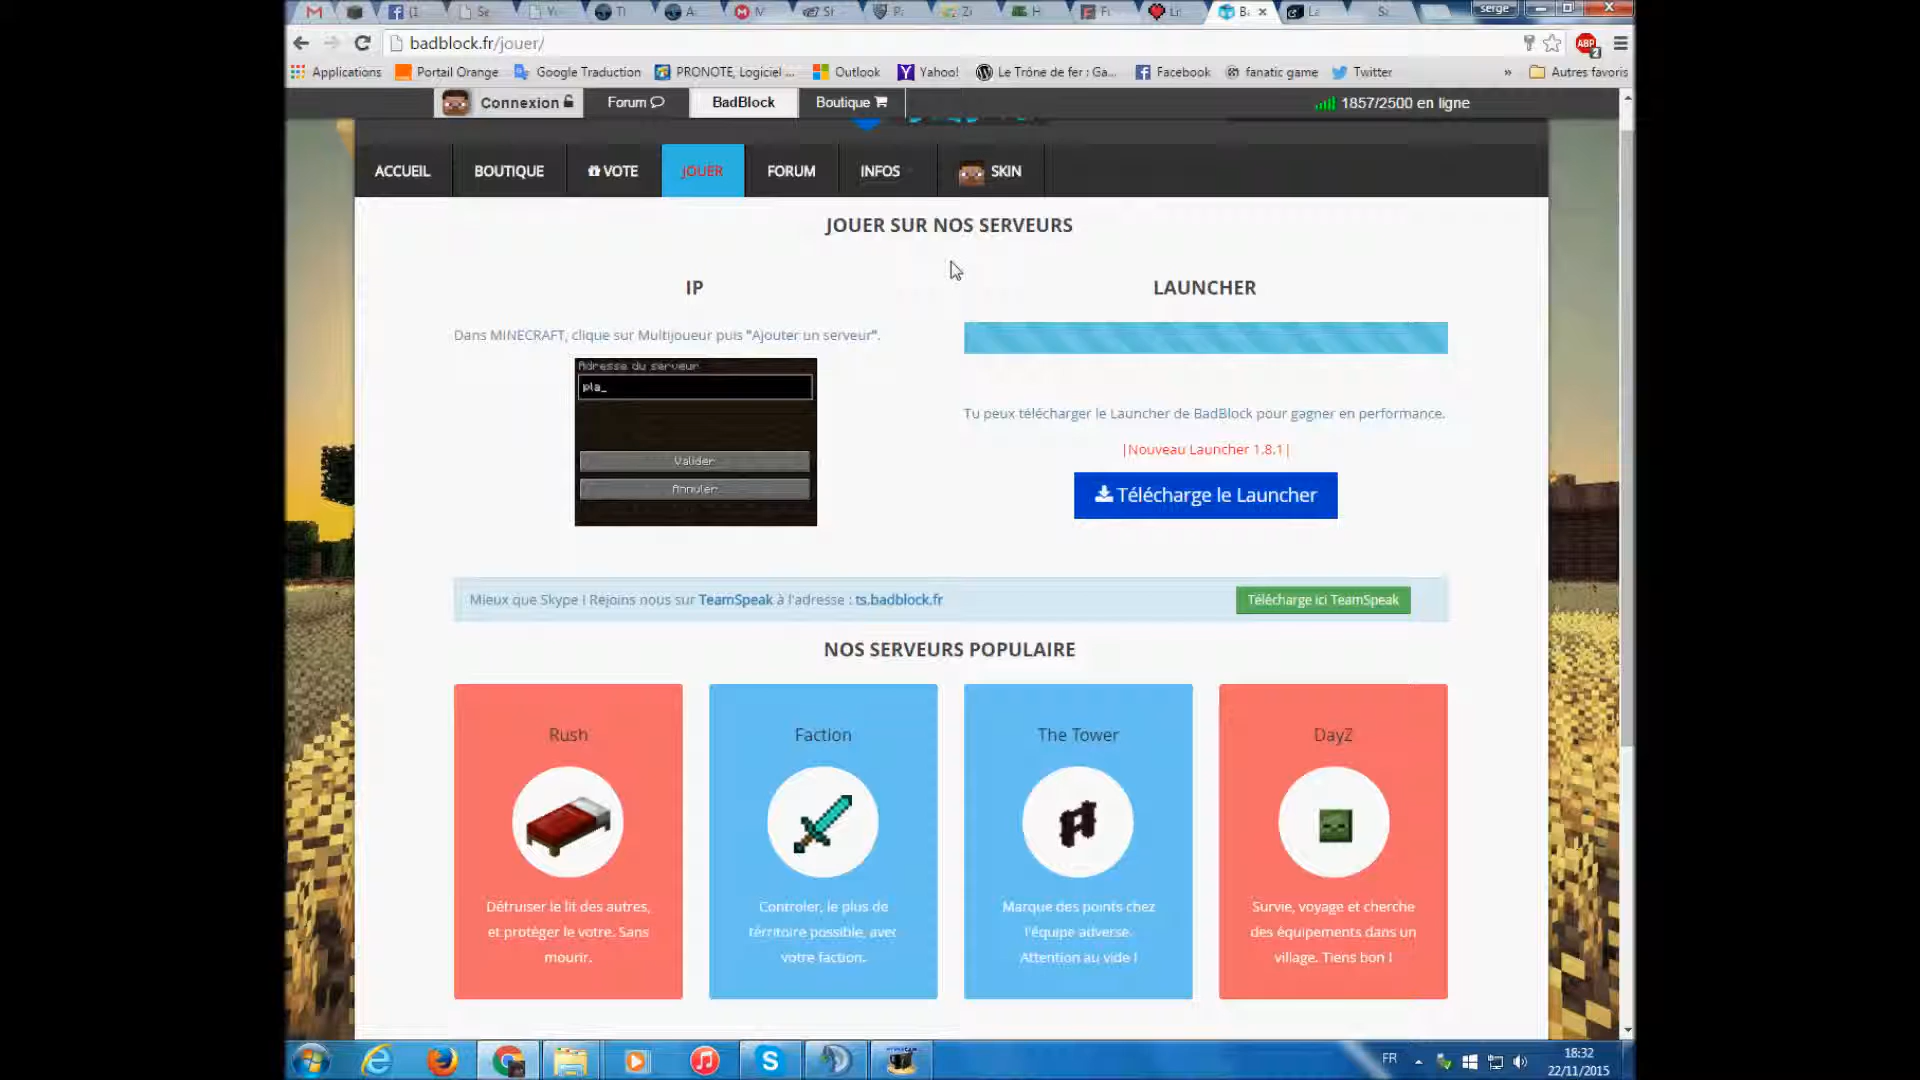 serge
badblock.fr/jouer/
ABP
Applications Portail Orange Google Traduction PRONOTE, Logiciel ... Outlook Yahoo! Le Trône de fer : Ga... Facebook fanatic game Twitter » Autres favoris
Connexion Forum BadBlock Boutique 1857/2500 en ligne
ACCUEIL BOUTIQUE VOTE JOUER FORUM INFOS SKIN
JOUER SUR NOS SERVEURS
IP
Dans MINECRAFT, clique sur Multijoueur puis "Ajouter un serveur".
Adresse du serveur
pla_
Valider
Annuler
LAUNCHER
Tu peux télécharger le Launcher de BadBlock pour gagner en performance.
|Nouveau Launcher 1.8.1|
Télécharge le Launcher
Mieux que Skype ! Rejoins nous sur TeamSpeak à l'adresse : ts.badblock.fr
Télécharge ici TeamSpeak
NOS SERVEURS POPULAIRE
Rush
Détruiser le lit des autres,
et protéger le votre. Sans
mourir.
Faction
Controler, le plus de
térritoire possible, avec
votre faction.
The Tower
Marque des points chez
l'équipe adverse.
Attention au vide !
DayZ
Survie, voyage et cherche
des équipements dans un
village. Tiens bon !
FR
18:32
22/11/2015